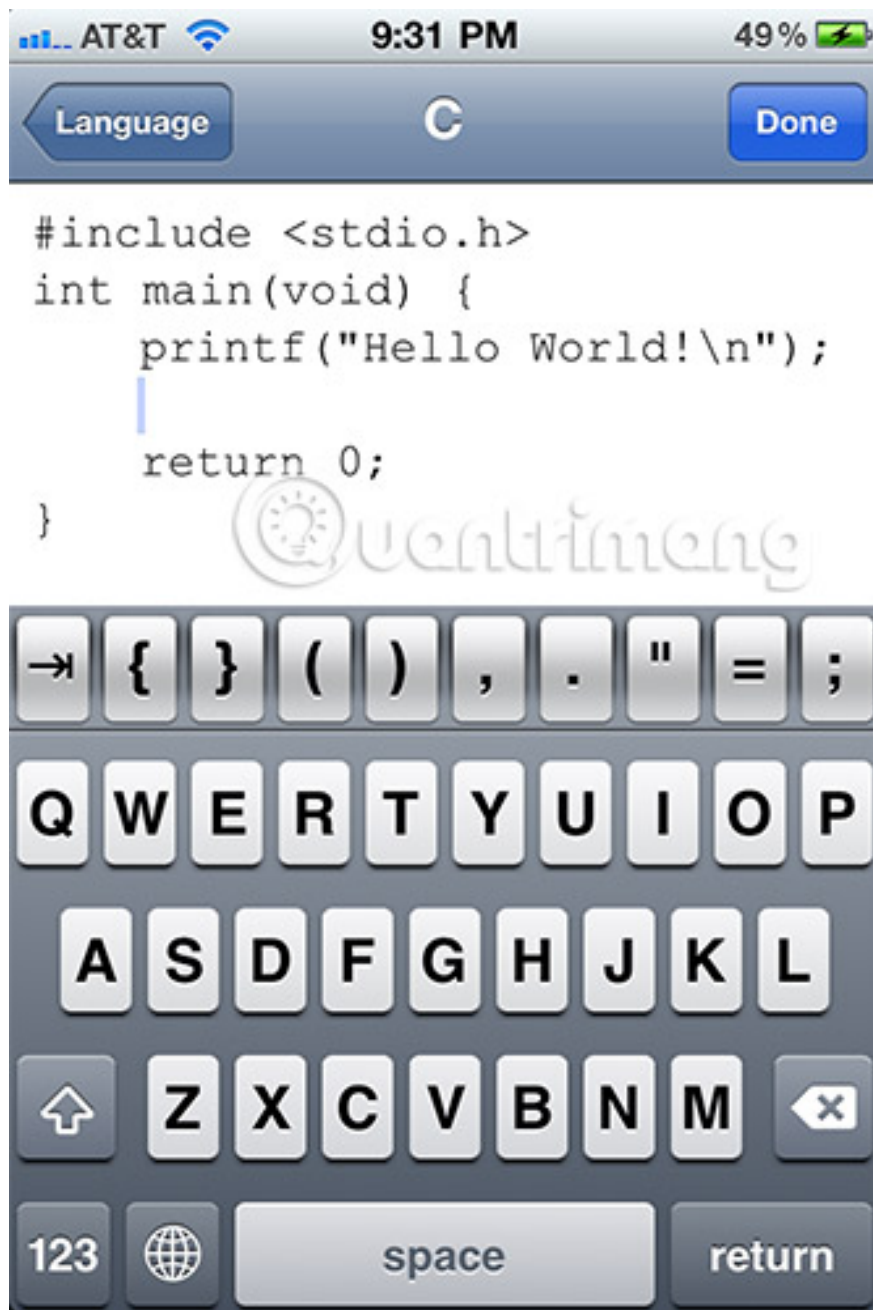 AT&T 9:31 PM 49%
Language C Done
#include <stdio.h>
int main(void) {
    printf("Hello World!\n");

    return 0;
}
Quantrimang
{ } ( ) , . " = ;
Q W E R T Y U I O P
A S D F G H J K L
Z X C V B N M
123 space return